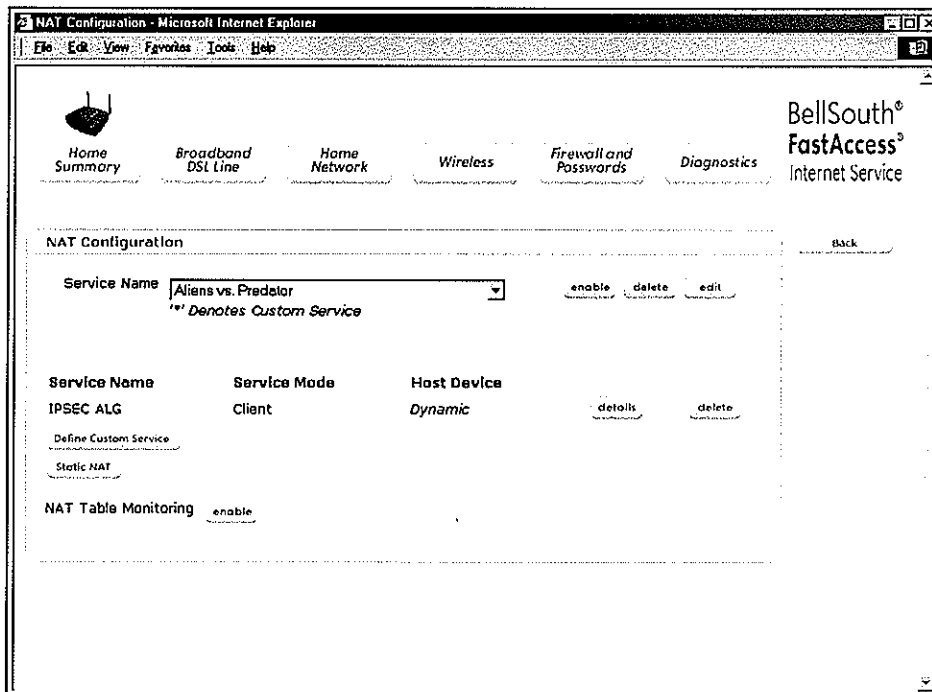 NAT Configuration - Microsoft Internet Explorer
File Edit View Favorites Tools Help
Home Summary
Broadband DSL Line
Home Network
Wireless
Firewall and Passwords
Diagnostics
BellSouth®
FastAccess®
Internet Service
NAT Configuration
Back
Service Name Aliens vs. Predator enable delete edit
'*' Denotes Custom Service
Service Name Service Mode Host Device
IPSEC ALG Client Dynamic details delete
Define Custom Service
Static NAT
NAT Table Monitoring enable